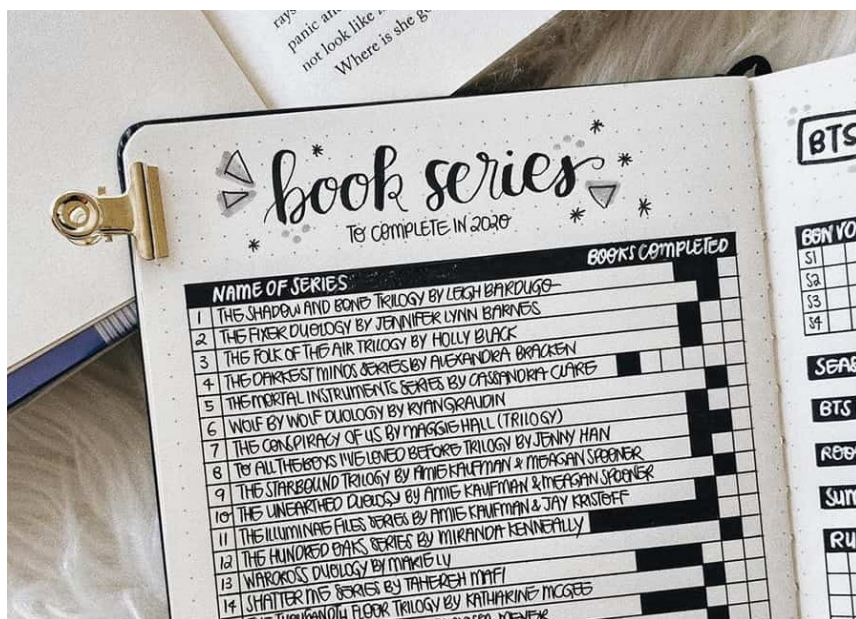 rays
panic and
not look like
Where is she
book series
TO COMPLETE IN 2020
NAME OF SERIES BOOKS COMPLETED
1 THE SHADOW AND BONE TRILOGY BY LEIGH BARDUGO
2 THE FIXER DUOLOGY BY JENNIFER LYNN BARNES
3 THE FOLK OF THE AIR TRILOGY BY HOLLY BLACK
4 THE DARKEST MINDS SERIES BY ALEXANDRA BRACKEN
5 THE MORTAL INSTRUMENTS SERIES BY CASSANDRA CLARE
6 WOLF BY WOLF DUOLOGY BY RYAN GRAUDIN
7 THE CONSPIRACY OF US BY MAGGIE HALL (TRILOGY)
8 TO ALL THE BOYS I'VE LOVED BEFORE TRILOGY BY JENNY HAN
9 THE STARBOUND TRILOGY BY AMIE KAUFMAN & MEAGAN SPOONER
10 THE UNEARTHED DUOLOGY BY AMIE KAUFMAN & MEAGAN SPOONER
11 THE ILLUMINAE FILES SERIES BY AMIE KAUFMAN & JAY KRISTOFF
12 THE HUNDRED OAKS SERIES BY MIRANDA KENNEALLY
13 WARCROSS DUOLOGY BY MARIE LU
14 SHATTER ME SERIES BY TAHEREH MAFI
THE THOUSANDTH FLOOR TRILOGY BY KATHARINE MCGEE
BTS
BON VO
S1
S2
S3
S4
SEAS
BTS
ROO
SUM
RU